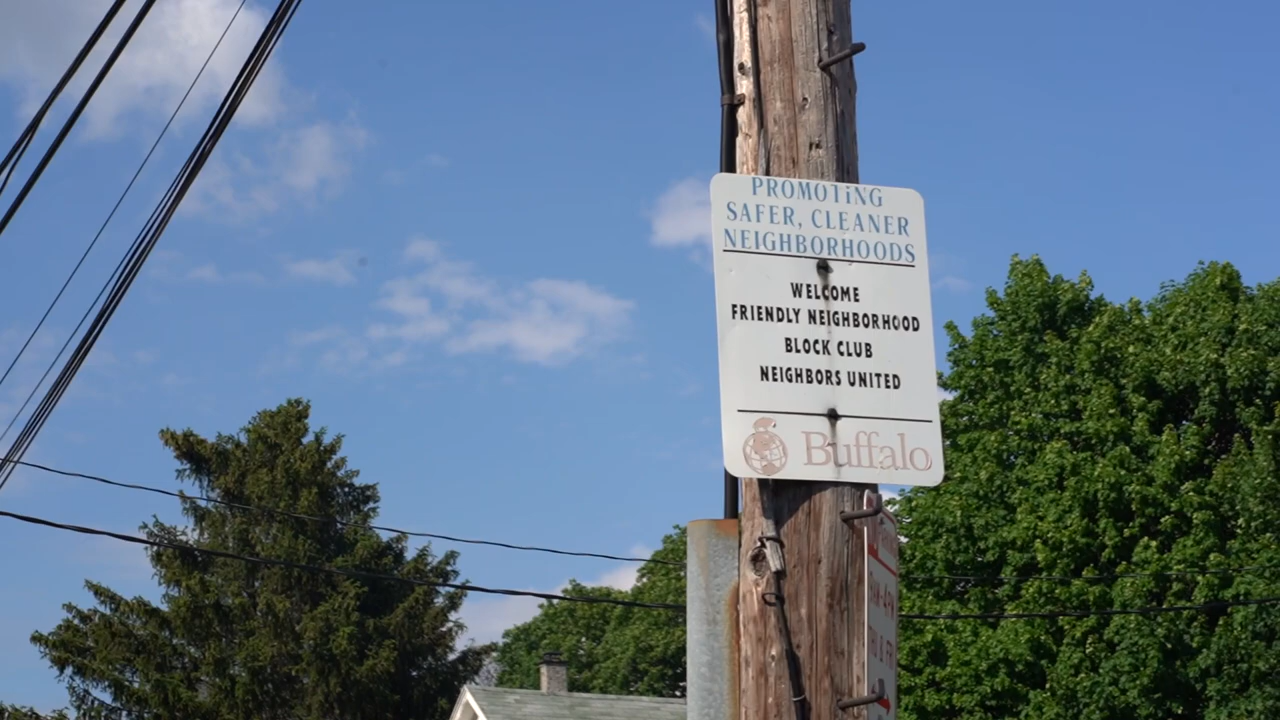 PROMOTiNG
SAFER, CLEANER
NEIGHBORHOODS
WELCOME
FRIENDLY NEIGHBORHOOD
BLOCK CLUB
NEIGHBORS UNITED
Buffalo